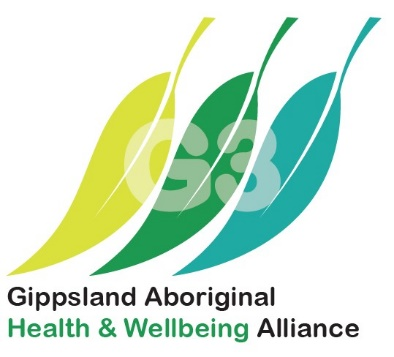 G3
Gippsland Aboriginal
Health & Wellbeing Alliance